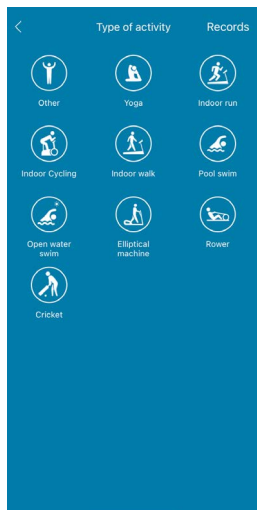 Type of activity Records
Other Yoga Indoor run
Indoor Cycling Indoor walk Pool swim
Open water swim Elliptical machine Rower
Cricket